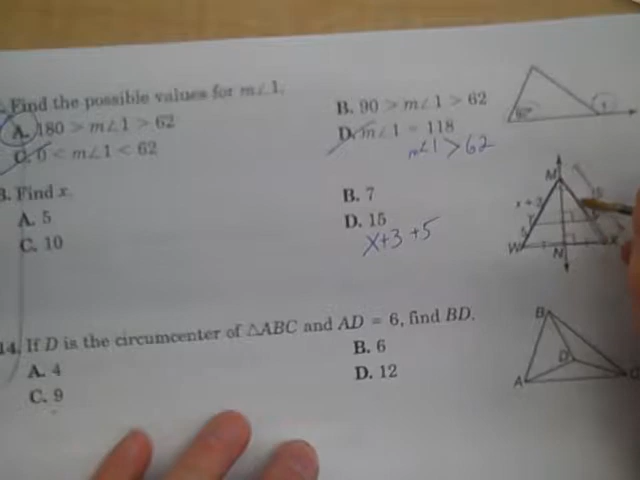 Find the possible values for m∠1.
A. 180 > m∠1 > 62
B. 90 > m∠1 > 62
C. 0 < m∠1 < 62
D. m∠1 = 118
m∠1 > 62
3. Find x.
A. 5
B. 7
C. 10
D. 15
x+3 +5
M
x + 3
15
5
W
N
X
14. If D is the circumcenter of △ABC and AD = 6, find BD.
A. 4
B. 6
C. 9
D. 12
B
D
A
C